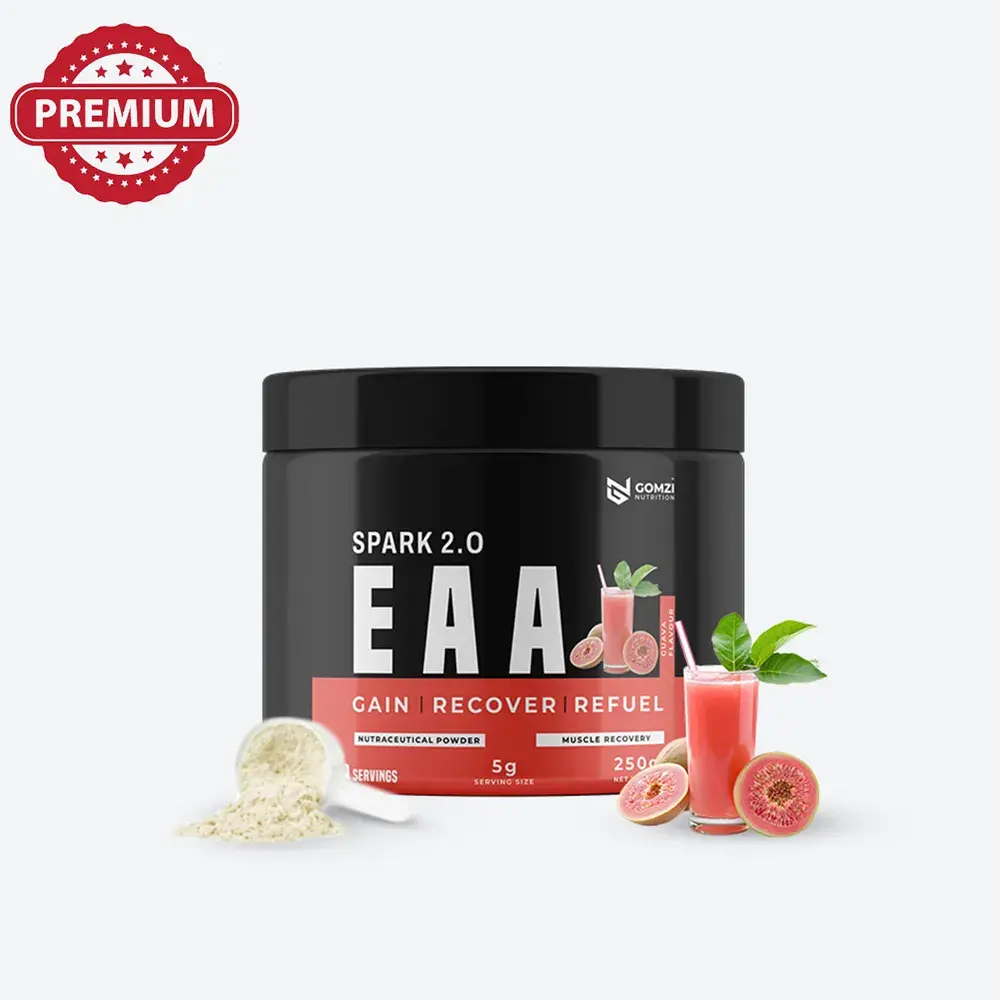 PREMIUM
GOMZI
NUTRITION
SPARK 2.0
EAA
GUAVA
FLAVOUR
GAIN | RECOVER | REFUEL
NUTRACEUTICAL POWDER
MUSCLE RECOVERY
5g
SERVING SIZE
250g
SERVINGS